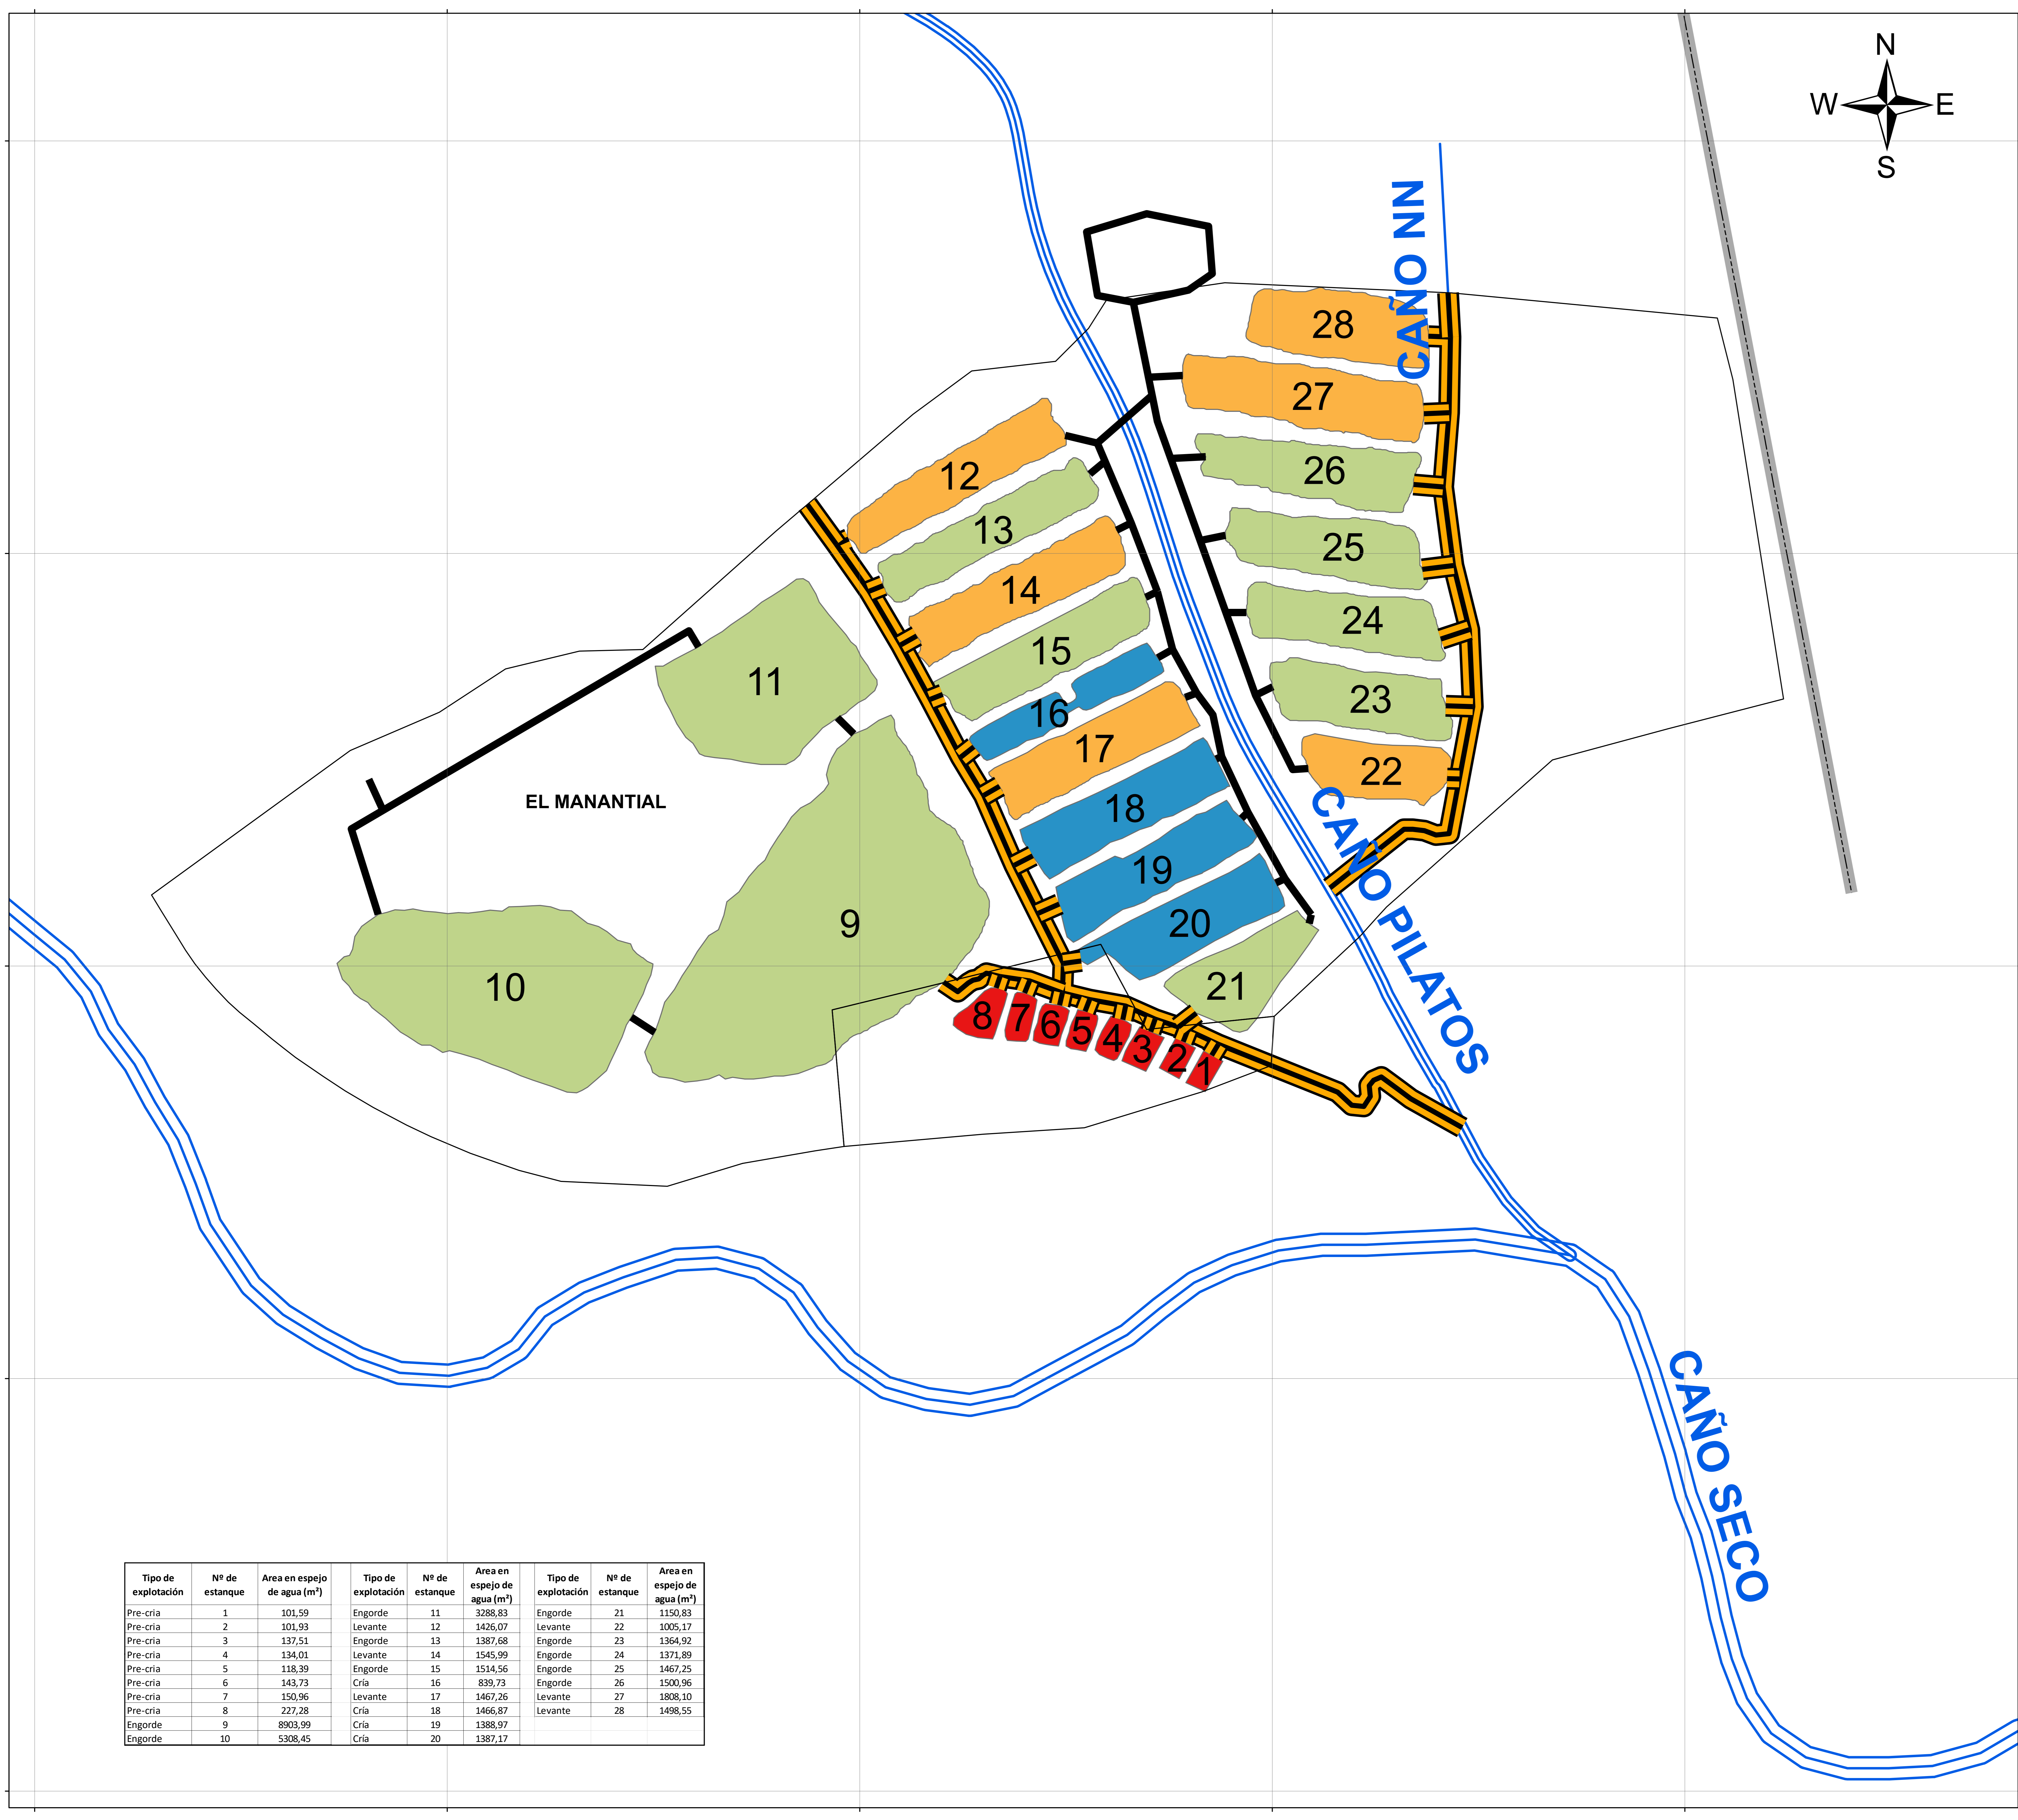 N
W E
S
CAÑO NN
28
27
12
26
13
25
14
24
15
11
23
16
17
22
EL MANANTIAL
18
19
9
20
10
21
8 7 6 5 4 3 2 1
CAÑO PILATOS
CAÑO SECO
Tipo de explotación Nº de estanque Area en espejo de agua (m²) Tipo de explotación Nº de estanque Area en espejo de agua (m²) Tipo de explotación Nº de estanque Area en espejo de agua (m²)
Pre-cria 1 101,59 Engorde 11 3288,83 Engorde 21 1150,83
Pre-cria 2 101,93 Levante 12 1426,07 Levante 22 1005,17
Pre-cria 3 137,51 Engorde 13 1387,68 Engorde 23 1364,92
Pre-cria 4 134,01 Levante 14 1545,99 Engorde 24 1371,89
Pre-cria 5 118,39 Engorde 15 1514,56 Engorde 25 1467,25
Pre-cria 6 143,73 Cría 16 839,73 Engorde 26 1500,96
Pre-cria 7 150,96 Levante 17 1467,26 Levante 27 1808,10
Pre-cria 8 227,28 Cría 18 1466,87 Levante 28 1498,55
Engorde 9 8903,99 Cría 19 1388,97
Engorde 10 5308,45 Cría 20 1387,17